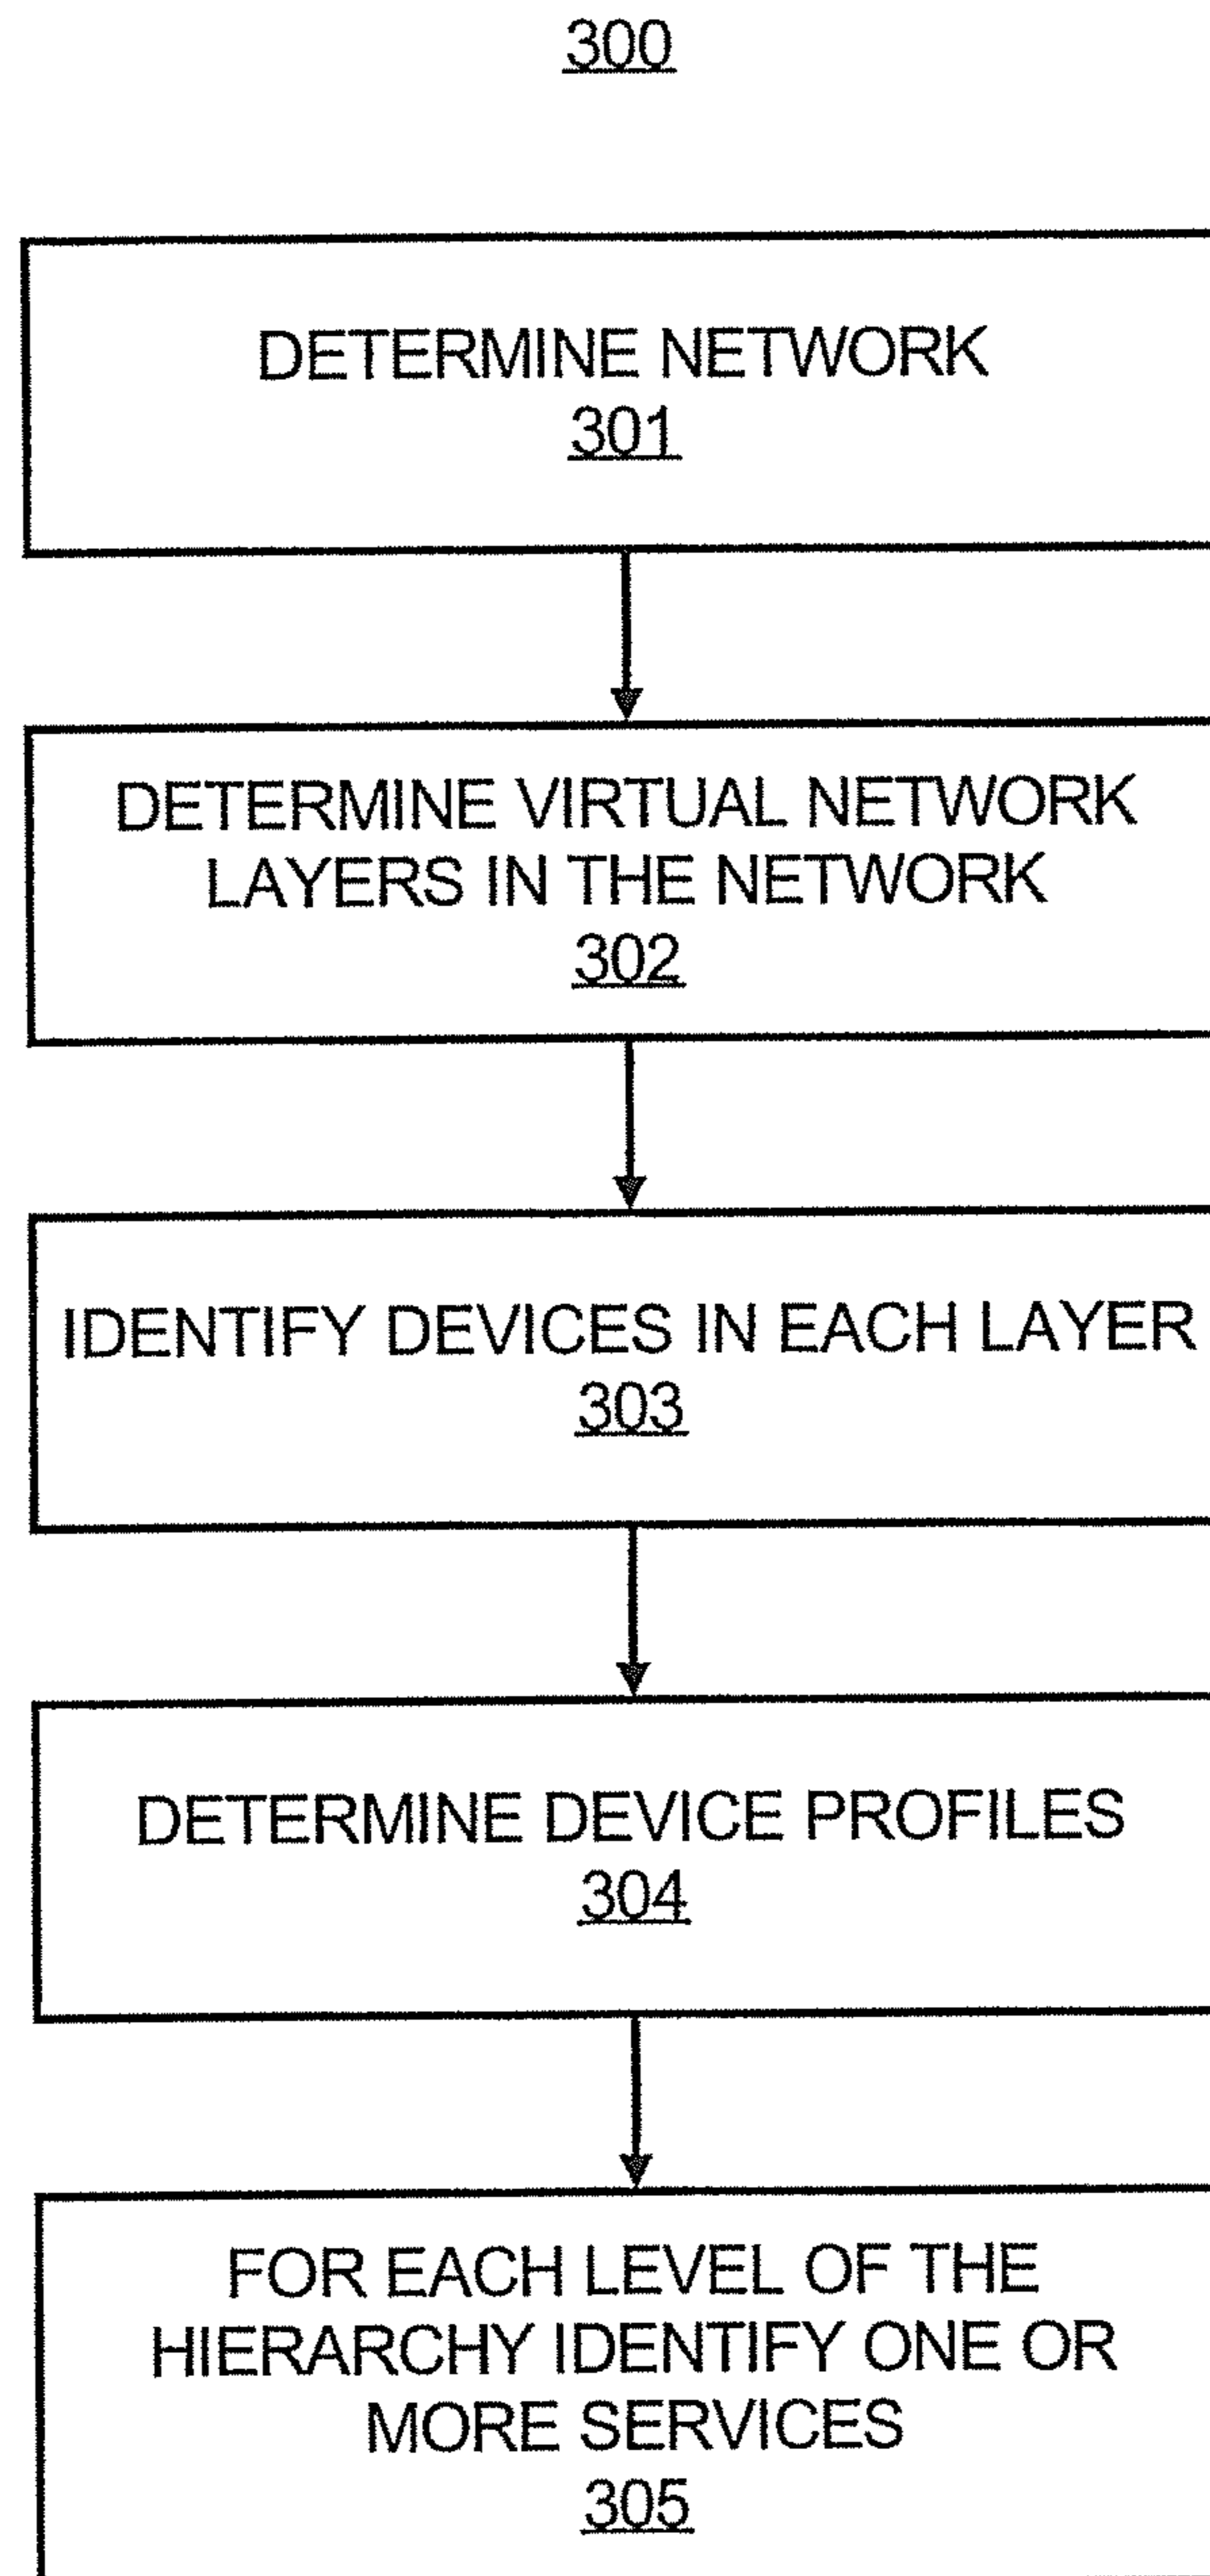 300
DETERMINE NETWORK
301
DETERMINE VIRTUAL NETWORK
LAYERS IN THE NETWORK
302
IDENTIFY DEVICES IN EACH LAYER
303
DETERMINE DEVICE PROFILES
304
FOR EACH LEVEL OF THE
HIERARCHY IDENTIFY ONE OR
MORE SERVICES
305